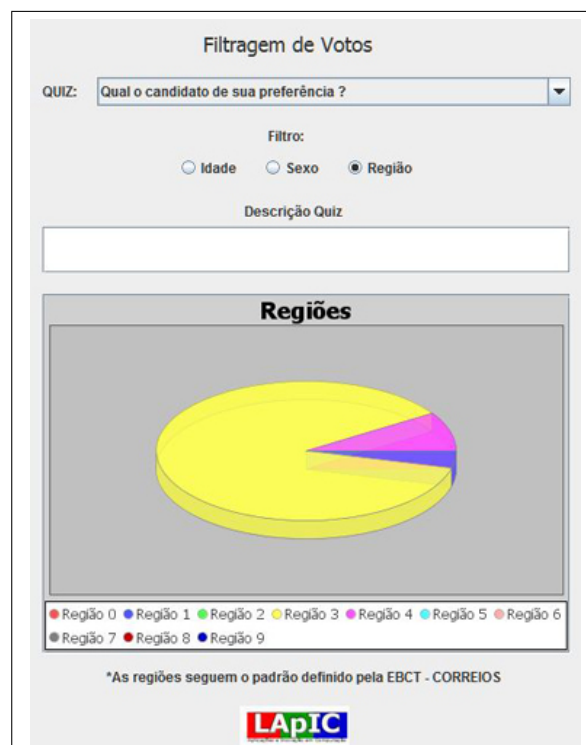 Filtragem de Votos
QUIZ: Qual o candidato de sua preferência ?
Filtro:
Idade Sexo Região
Descrição Quiz
Regiões
Região 0 Região 1 Região 2 Região 3 Região 4 Região 5 Região 6
Região 7 Região 8 Região 9
*As regiões seguem o padrão definido pela EBCT - CORREIOS
LApIC